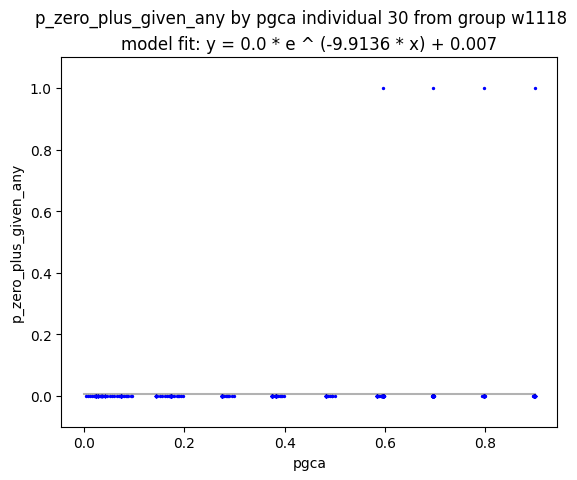 p_zero_plus_given_any by pgca individual 30 from group w1118
model fit: y = 0.0 * e ^ (-9.9136 * x) + 0.007
1.0
0.8
0.6
0.4
0.2
0.0
p_zero_plus_given_any
0.0 0.2 0.4 0.6 0.8
pgca